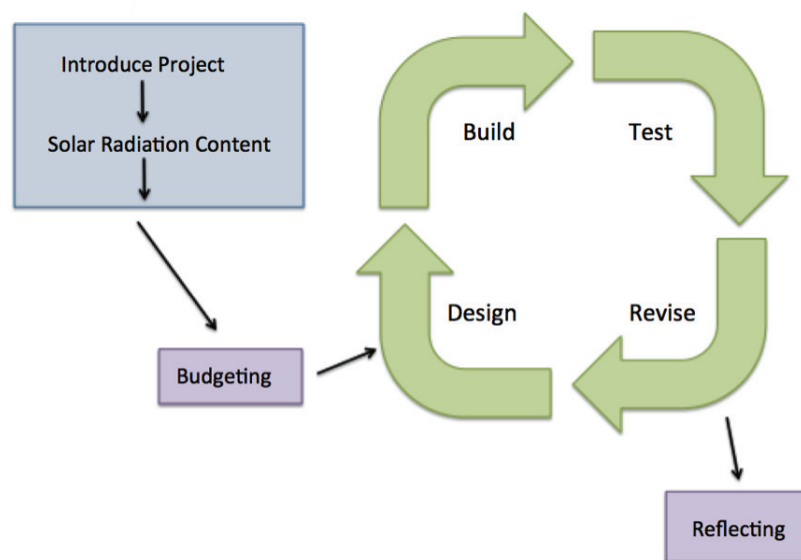 Introduce Project
Solar Radiation Content
Build
Test
Design
Revise
Budgeting
Reflecting